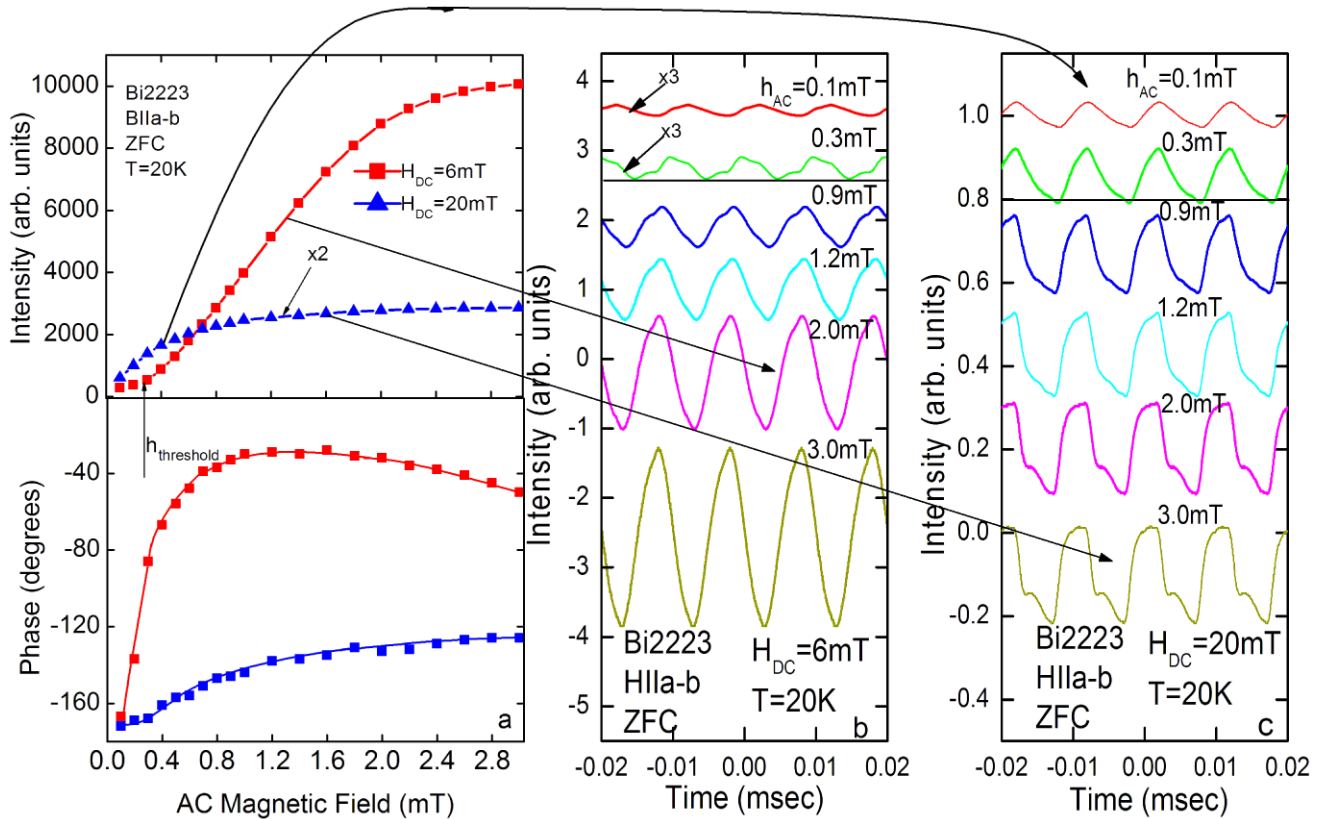 10000
8000
6000
4000
2000
0
Intensity (arb. units)
Bi2223
BIIa-b
ZFC
T=20K
H_DC=6mT
H_DC=20mT
x2
h_threshold
-40
-80
-120
-160
Phase (degrees)
a
0.0 0.4 0.8 1.2 1.6 2.0 2.4 2.8
AC Magnetic Field (mT)
4
3
2
1
0
-1
-2
-3
-4
-5
Intensity (arb. units)
x3
h_AC=0.1mT
x3
0.3mT
0.9mT
1.2mT
2.0mT
3.0mT
Bi2223
HIIa-b
ZFC
H_DC=6mT
T=20K
b
-0.02 -0.01 0.00 0.01 0.02
Time (msec)
1.0
0.8
0.6
0.4
0.2
0.0
-0.2
-0.4
Intensity (arb. units)
h_AC=0.1mT
0.3mT
0.9mT
1.2mT
2.0mT
3.0mT
Bi2223
HIIa-b
ZFC
H_DC=20mT
T=20K
c
-0.02 -0.01 0.00 0.01 0.02
Time (msec)